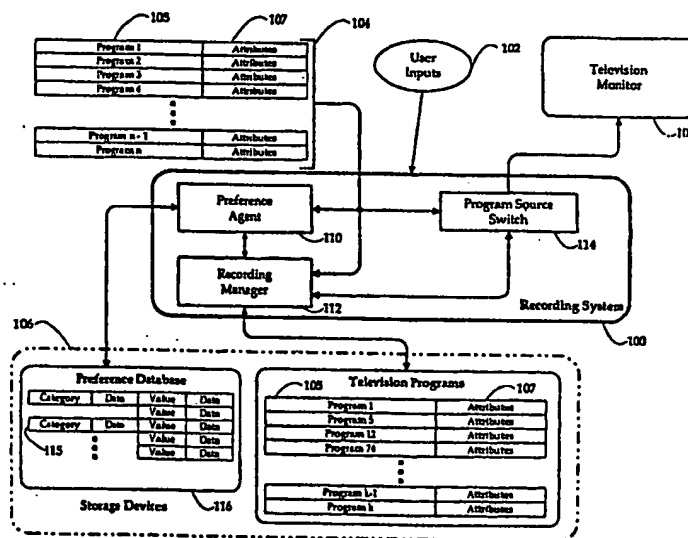 105
107
104
Program 1 Attributes
Program 2 Attributes
Program 3 Attributes
Program 4 Attributes
Program n - 1 Attributes
Program n Attributes
User
Inputs
102
Television
Monitor
10
Preference
Agent
110
Program Source
Switch
114
Recording
Manager
112
Recording System
100
106
Preference Database
Category Data Value Data
Value Data
Category Data Value Data
Value Data
Value Data
115
Storage Devices
116
Television Programs
105
107
Program 1 Attributes
Program 5 Attributes
Program 12 Attributes
Program 74 Attributes
Program h-1 Attributes
Program h Attributes